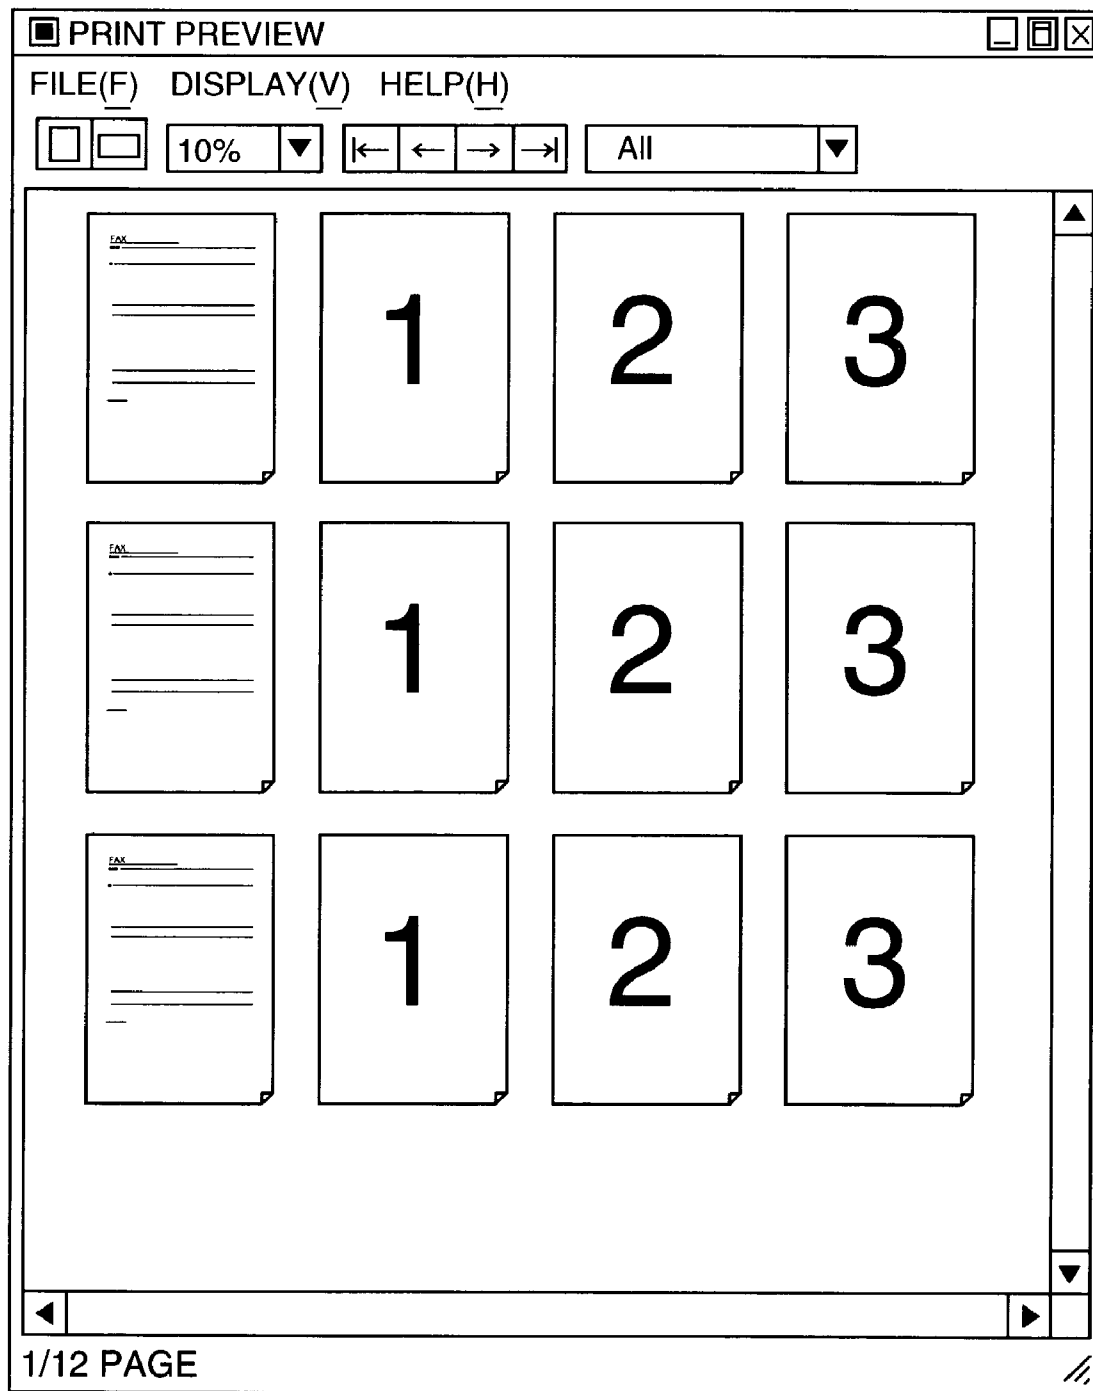 PRINT PREVIEW
FILE(F) DISPLAY(V) HELP(H)
10% All
FAX 1 2 3
FAX 1 2 3
FAX 1 2 3
1/12 PAGE